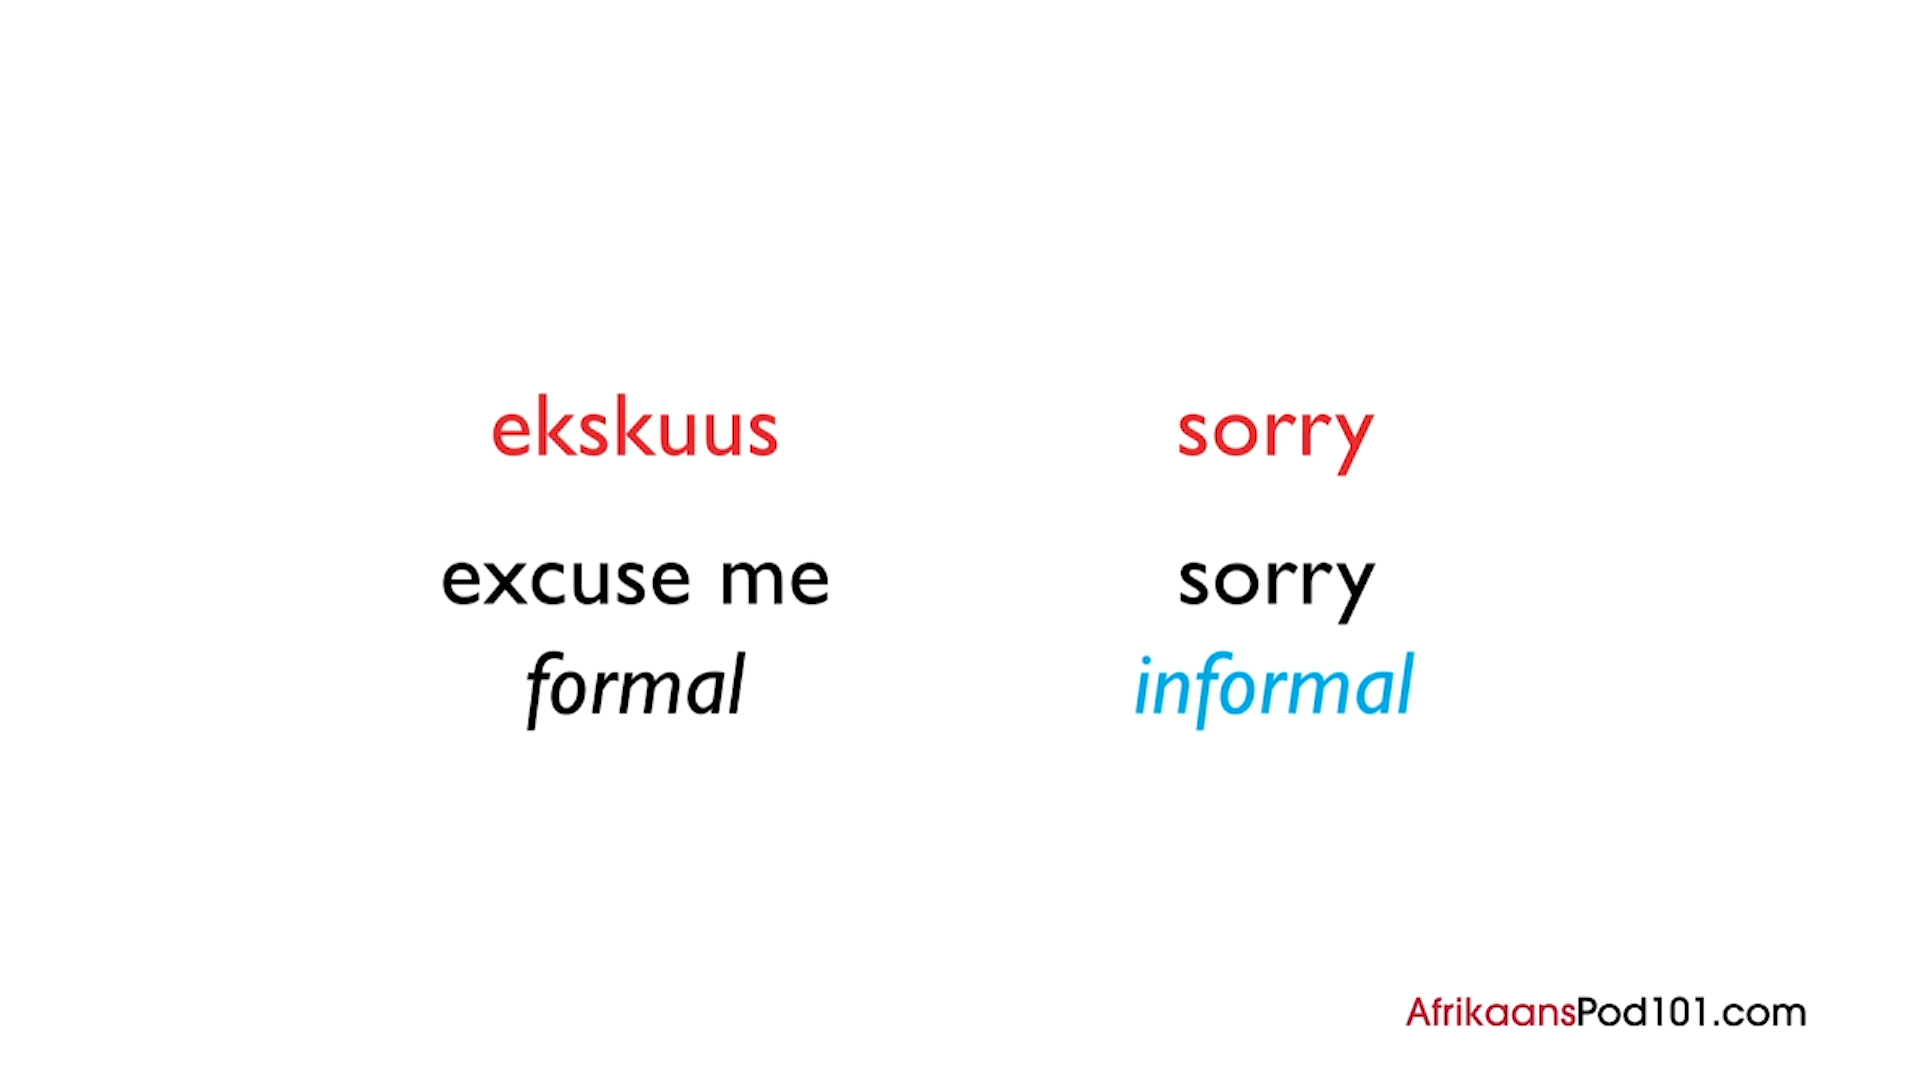 ekskuus
excuse me
formal
sorry
sorry
informal
AfrikaansPod101.com